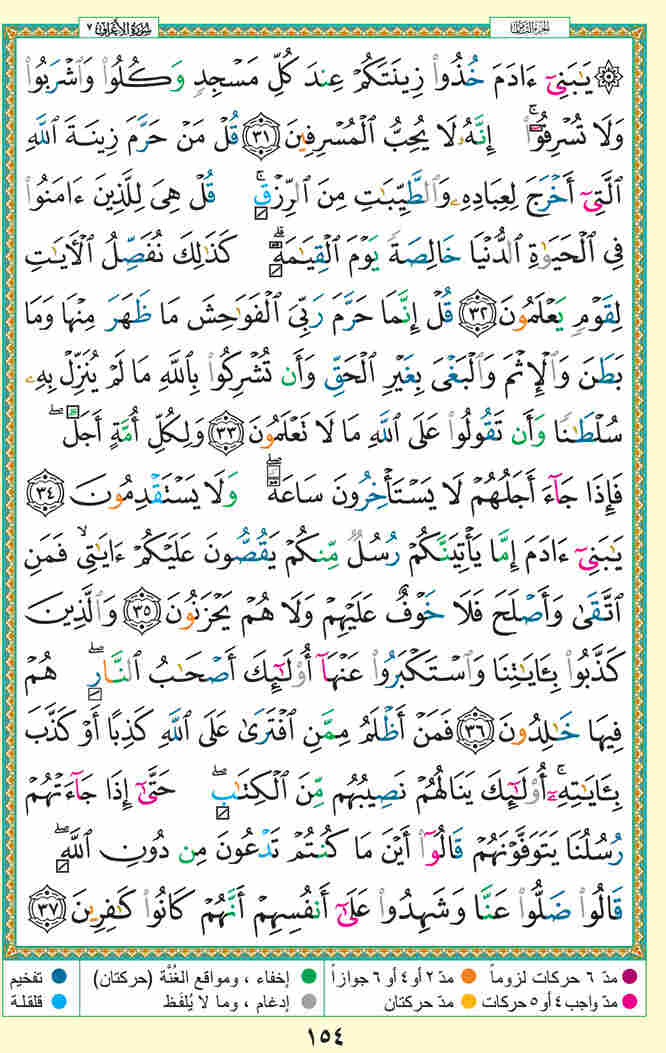 سُورَةُ الأَعْرَافِ ٧
الجزء الثامن
۞ يَـٰبَنِىٓ ءَادَمَ خُذُوا۟ زِينَتَكُمْ عِندَ كُلِّ مَسْجِدٍ وَكُلُوا۟ وَٱشْرَبُوا۟
وَلَا تُسْرِفُوٓا۟ ۚ إِنَّهُۥ لَا يُحِبُّ ٱلْمُسْرِفِينَ ٣١ قُلْ مَنْ حَرَّمَ زِينَةَ ٱللَّهِ
ٱلَّتِىٓ أَخْرَجَ لِعِبَادِهِۦ وَٱلطَّيِّبَـٰتِ مِنَ ٱلرِّزْقِ ۚ قُلْ هِىَ لِلَّذِينَ ءَامَنُوا۟
فِى ٱلْحَيَوٰةِ ٱلدُّنْيَا خَالِصَةً يَوْمَ ٱلْقِيَـٰمَةِ ۗ كَذَٰلِكَ نُفَصِّلُ ٱلْـَٔايَـٰتِ
لِقَوْمٍ يَعْلَمُونَ ٣٢ قُلْ إِنَّمَا حَرَّمَ رَبِّىَ ٱلْفَوَٰحِشَ مَا ظَهَرَ مِنْهَا وَمَا
بَطَنَ وَٱلْإِثْمَ وَٱلْبَغْىَ بِغَيْرِ ٱلْحَقِّ وَأَن تُشْرِكُوا۟ بِٱللَّهِ مَا لَمْ يُنَزِّلْ بِهِۦ
سُلْطَـٰنًا وَأَن تَقُولُوا۟ عَلَى ٱللَّهِ مَا لَا تَعْلَمُونَ ٣٣ وَلِكُلِّ أُمَّةٍ أَجَلٌ ۖ
فَإِذَا جَآءَ أَجَلُهُمْ لَا يَسْتَأْخِرُونَ سَاعَةً ۖ وَلَا يَسْتَقْدِمُونَ ٣٤
يَـٰبَنِىٓ ءَادَمَ إِمَّا يَأْتِيَنَّكُمْ رُسُلٌ مِّنكُمْ يَقُصُّونَ عَلَيْكُمْ ءَايَـٰتِى ۙ فَمَنِ
ٱتَّقَىٰ وَأَصْلَحَ فَلَا خَوْفٌ عَلَيْهِمْ وَلَا هُمْ يَحْزَنُونَ ٣٥ وَٱلَّذِينَ
كَذَّبُوا۟ بِـَٔايَـٰتِنَا وَٱسْتَكْبَرُوا۟ عَنْهَآ أُو۟لَـٰٓئِكَ أَصْحَـٰبُ ٱلنَّارِ ۖ هُمْ
فِيهَا خَـٰلِدُونَ ٣٦ فَمَنْ أَظْلَمُ مِمَّنِ ٱفْتَرَىٰ عَلَى ٱللَّهِ كَذِبًا أَوْ كَذَّبَ
بِـَٔايَـٰتِهِۦٓ ۚ أُو۟لَـٰٓئِكَ يَنَالُهُمْ نَصِيبُهُم مِّنَ ٱلْكِتَـٰبِ ۖ حَتَّىٰٓ إِذَا جَآءَتْهُمْ
رُسُلُنَا يَتَوَفَّوْنَهُمْ قَالُوٓا۟ أَيْنَ مَا كُنتُمْ تَدْعُونَ مِن دُونِ ٱللَّهِ ۖ
قَالُوا۟ ضَلُّوا۟ عَنَّا وَشَهِدُوا۟ عَلَىٰٓ أَنفُسِهِمْ أَنَّهُمْ كَانُوا۟ كَـٰفِرِينَ ٣٧
مدّ ٦ حركات لزوماً مدّ ٢ أو ٤ أو ٦ جوازاً إخفاء ، ومواقع الغُنَّة (حركتان) تفخيم
مدّ واجب ٤ أو ٥ حركات مدّ حركتان إدغام ، وما لا يُلفَظ قلقلة
١٥٤